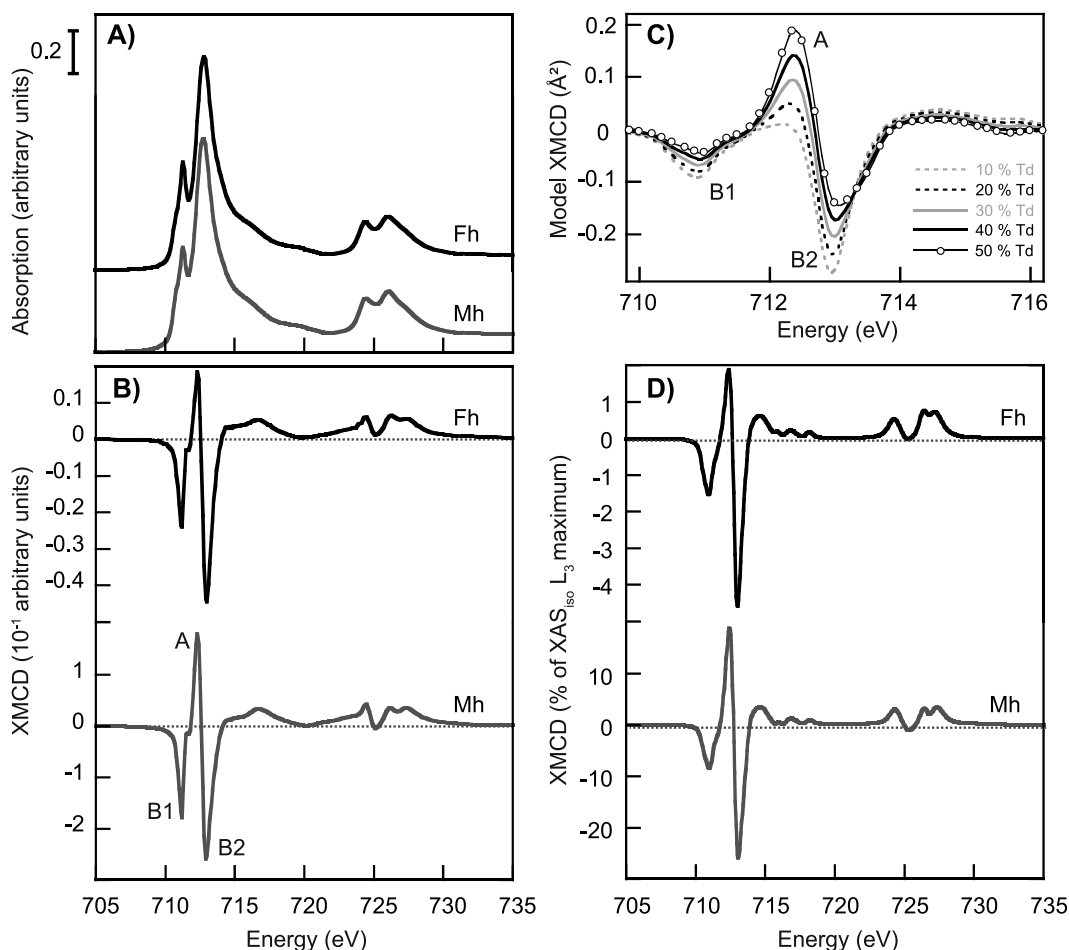 A)
0.2
Absorption (arbitrary units)
Fh
Mh
B)
0.1
0
-0.1
-0.2
-0.3
-0.4
Fh
XMCD (10⁻¹ arbitrary units)
1
0
-1
-2
A
Mh
B1
B2
705 710 715 720 725 730 735
Energy (eV)
C)
0.2
0.1
0
-0.1
-0.2
Model XMCD (Å²)
A
B1
B2
10 % Td
20 % Td
30 % Td
40 % Td
50 % Td
710 712 714 716
Energy (eV)
D)
2
1
0
-1
-2
-3
-4
Fh
XMCD (% of XASiso L3 maximum)
10
0
-10
-20
Mh
705 710 715 720 725 730 735
Energy (eV)